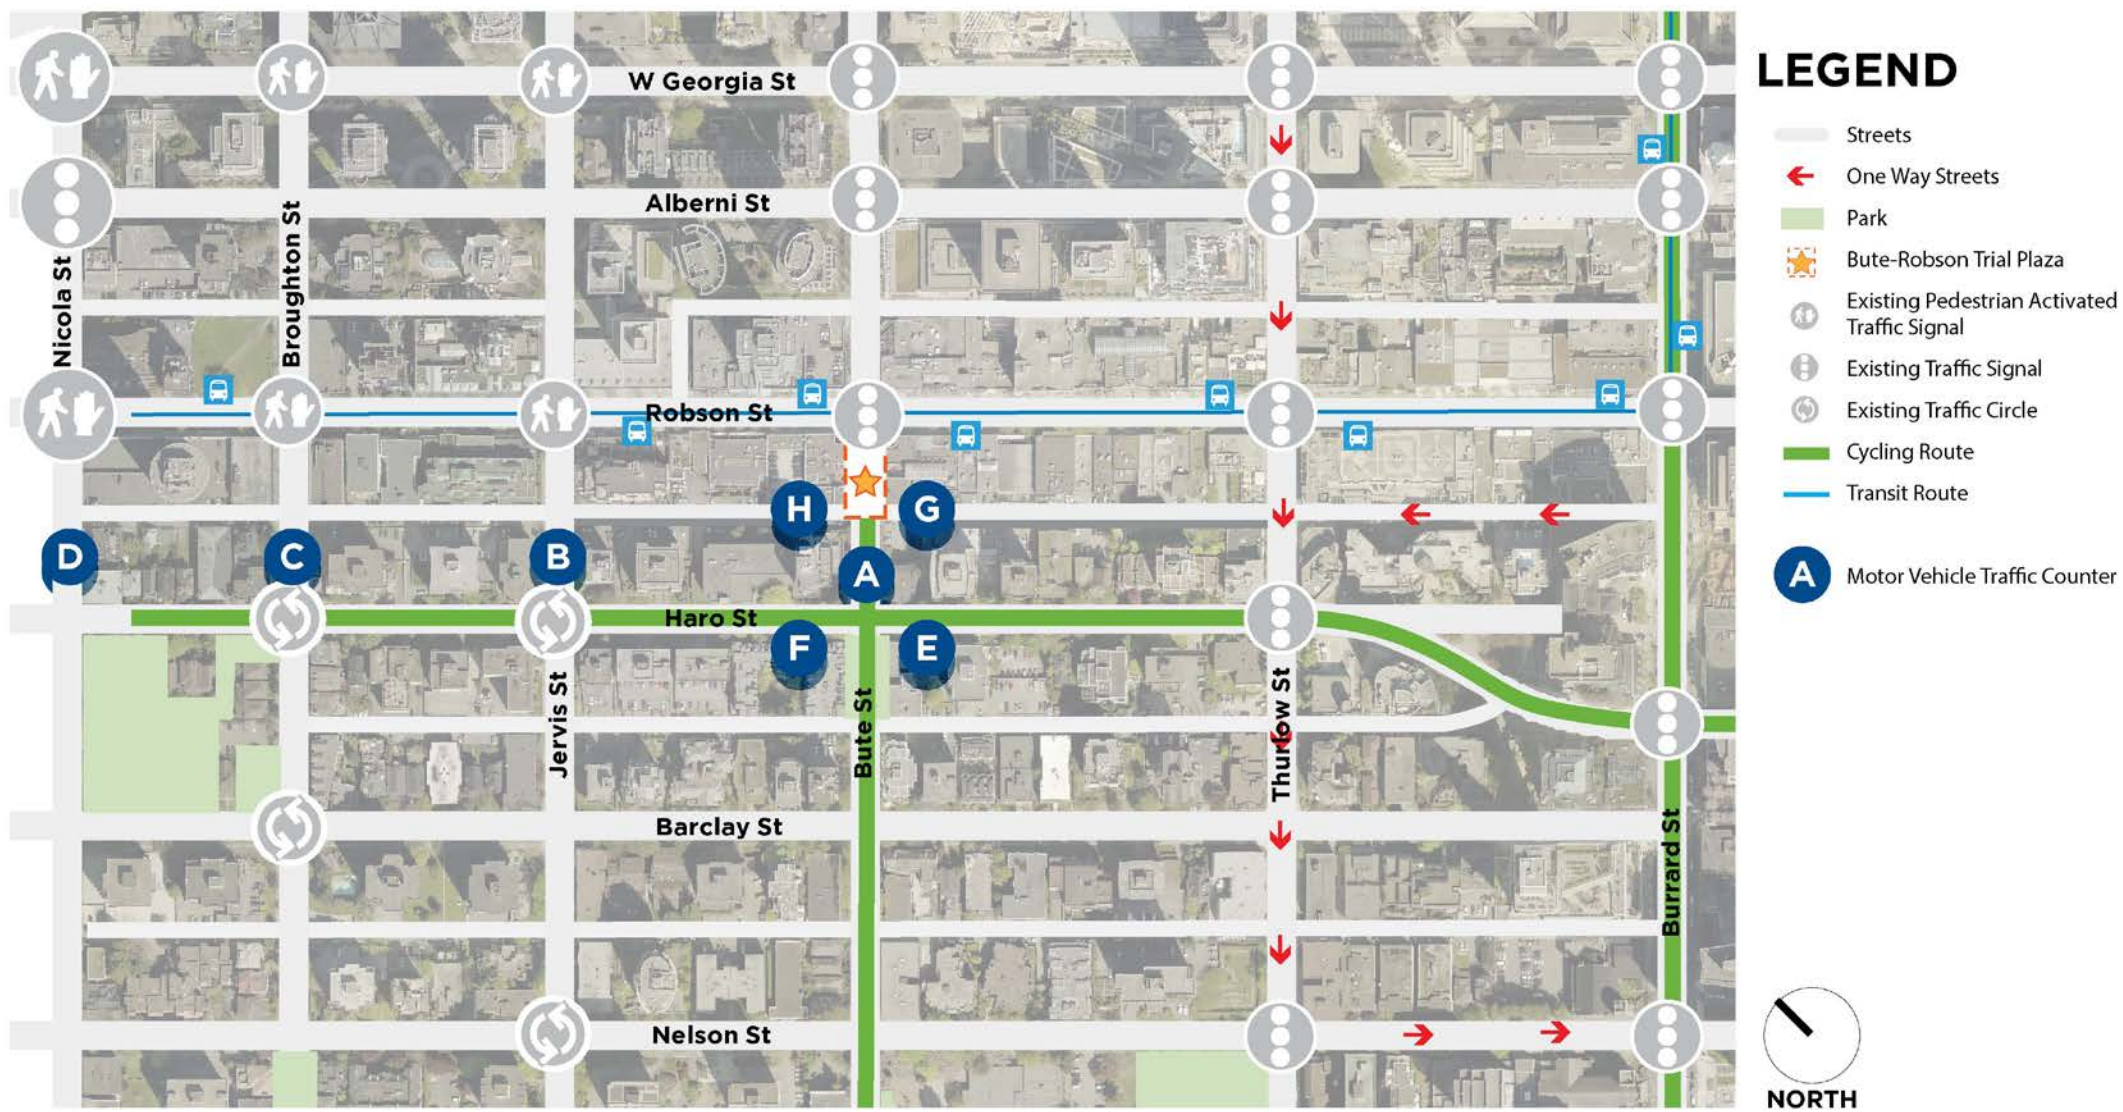 W Georgia St
LEGEND
Streets
One Way Streets
Park
Bute-Robson Trial Plaza
Existing Pedestrian Activated
Traffic Signal
Existing Traffic Signal
Existing Traffic Circle
Cycling Route
Transit Route
A
Motor Vehicle Traffic Counter
Alberni St
Nicola St
Broughton St
Robson St
H
G
D
C
B
A
Haro St
F
E
Jervis St
Bute St
Thurlow St
Barclay St
Burrard St
Nelson St
NORTH